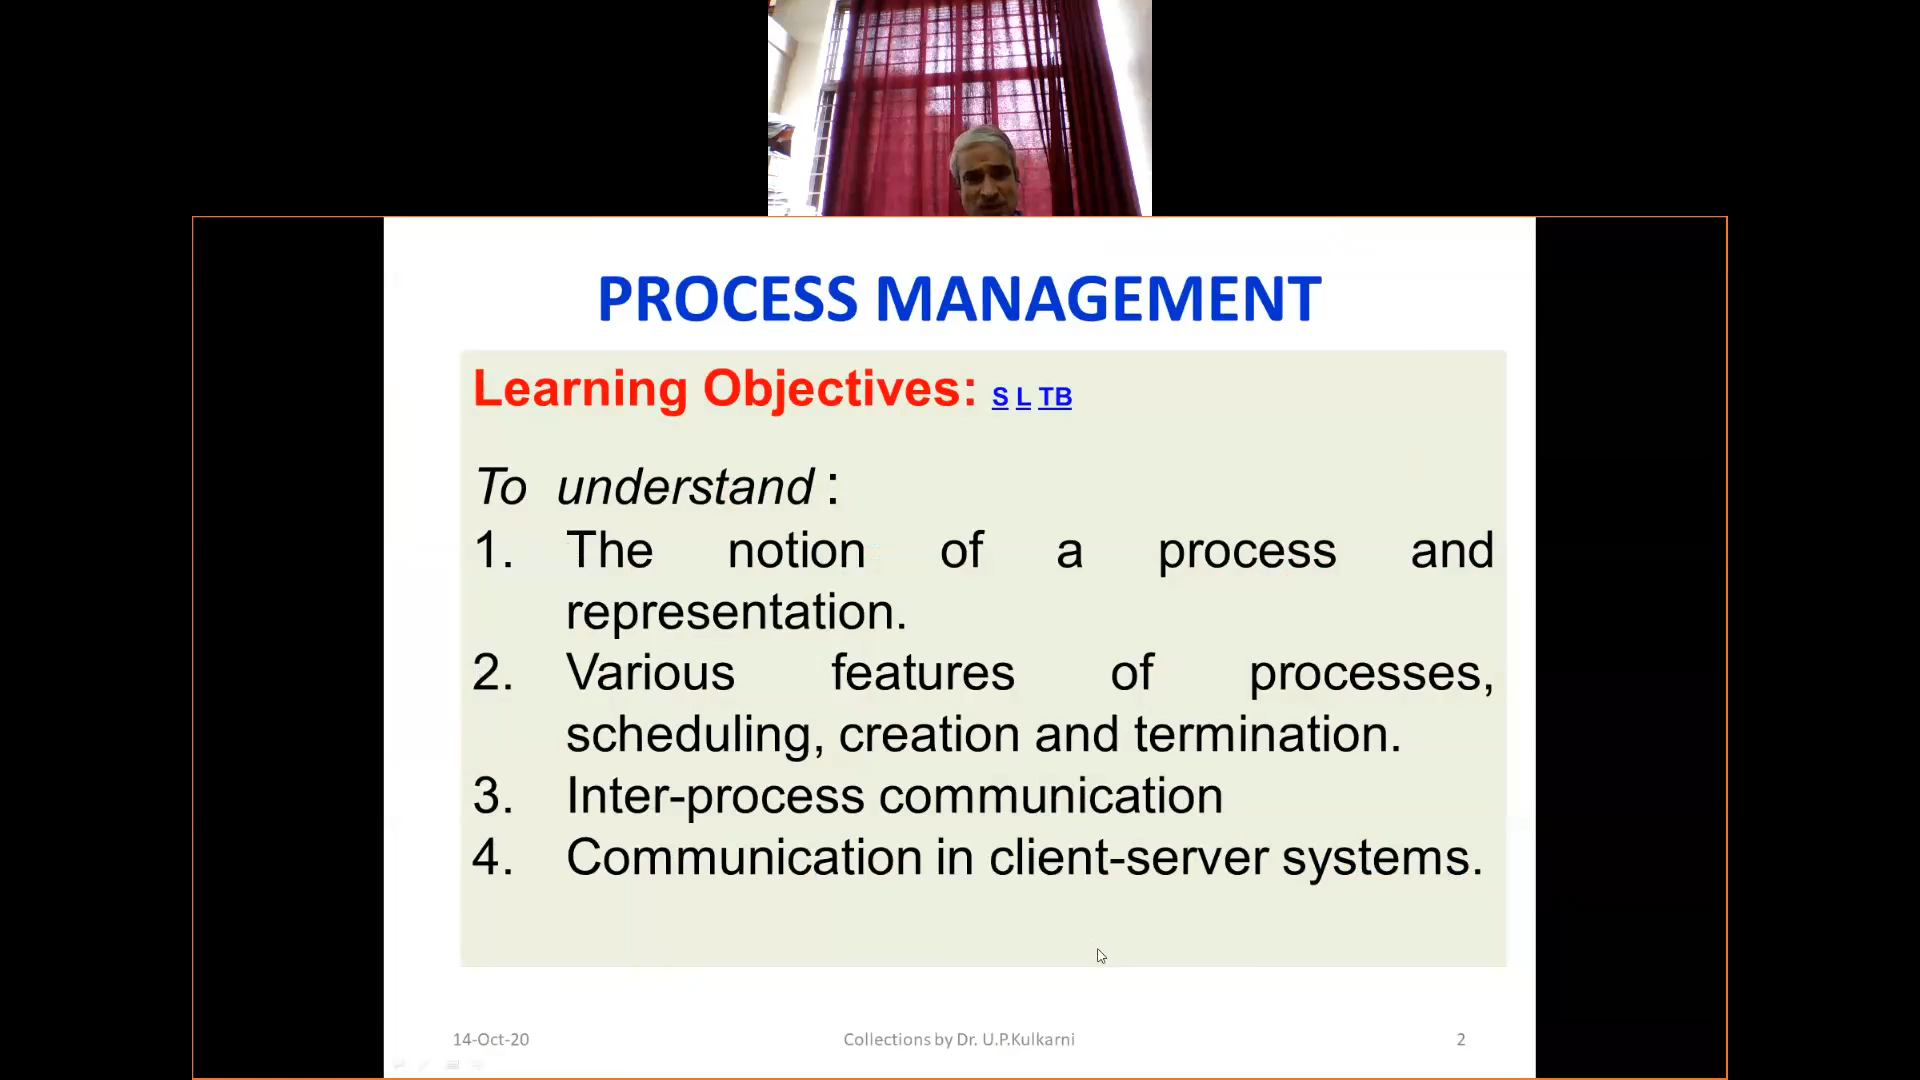 PROCESS MANAGEMENT
Learning Objectives: S L TB
To understand :
1. The notion of a process and
representation.
2. Various features of processes,
scheduling, creation and termination.
3. Inter-process communication
4. Communication in client-server systems.
14-Oct-20 Collections by Dr. U.P.Kulkarni 2